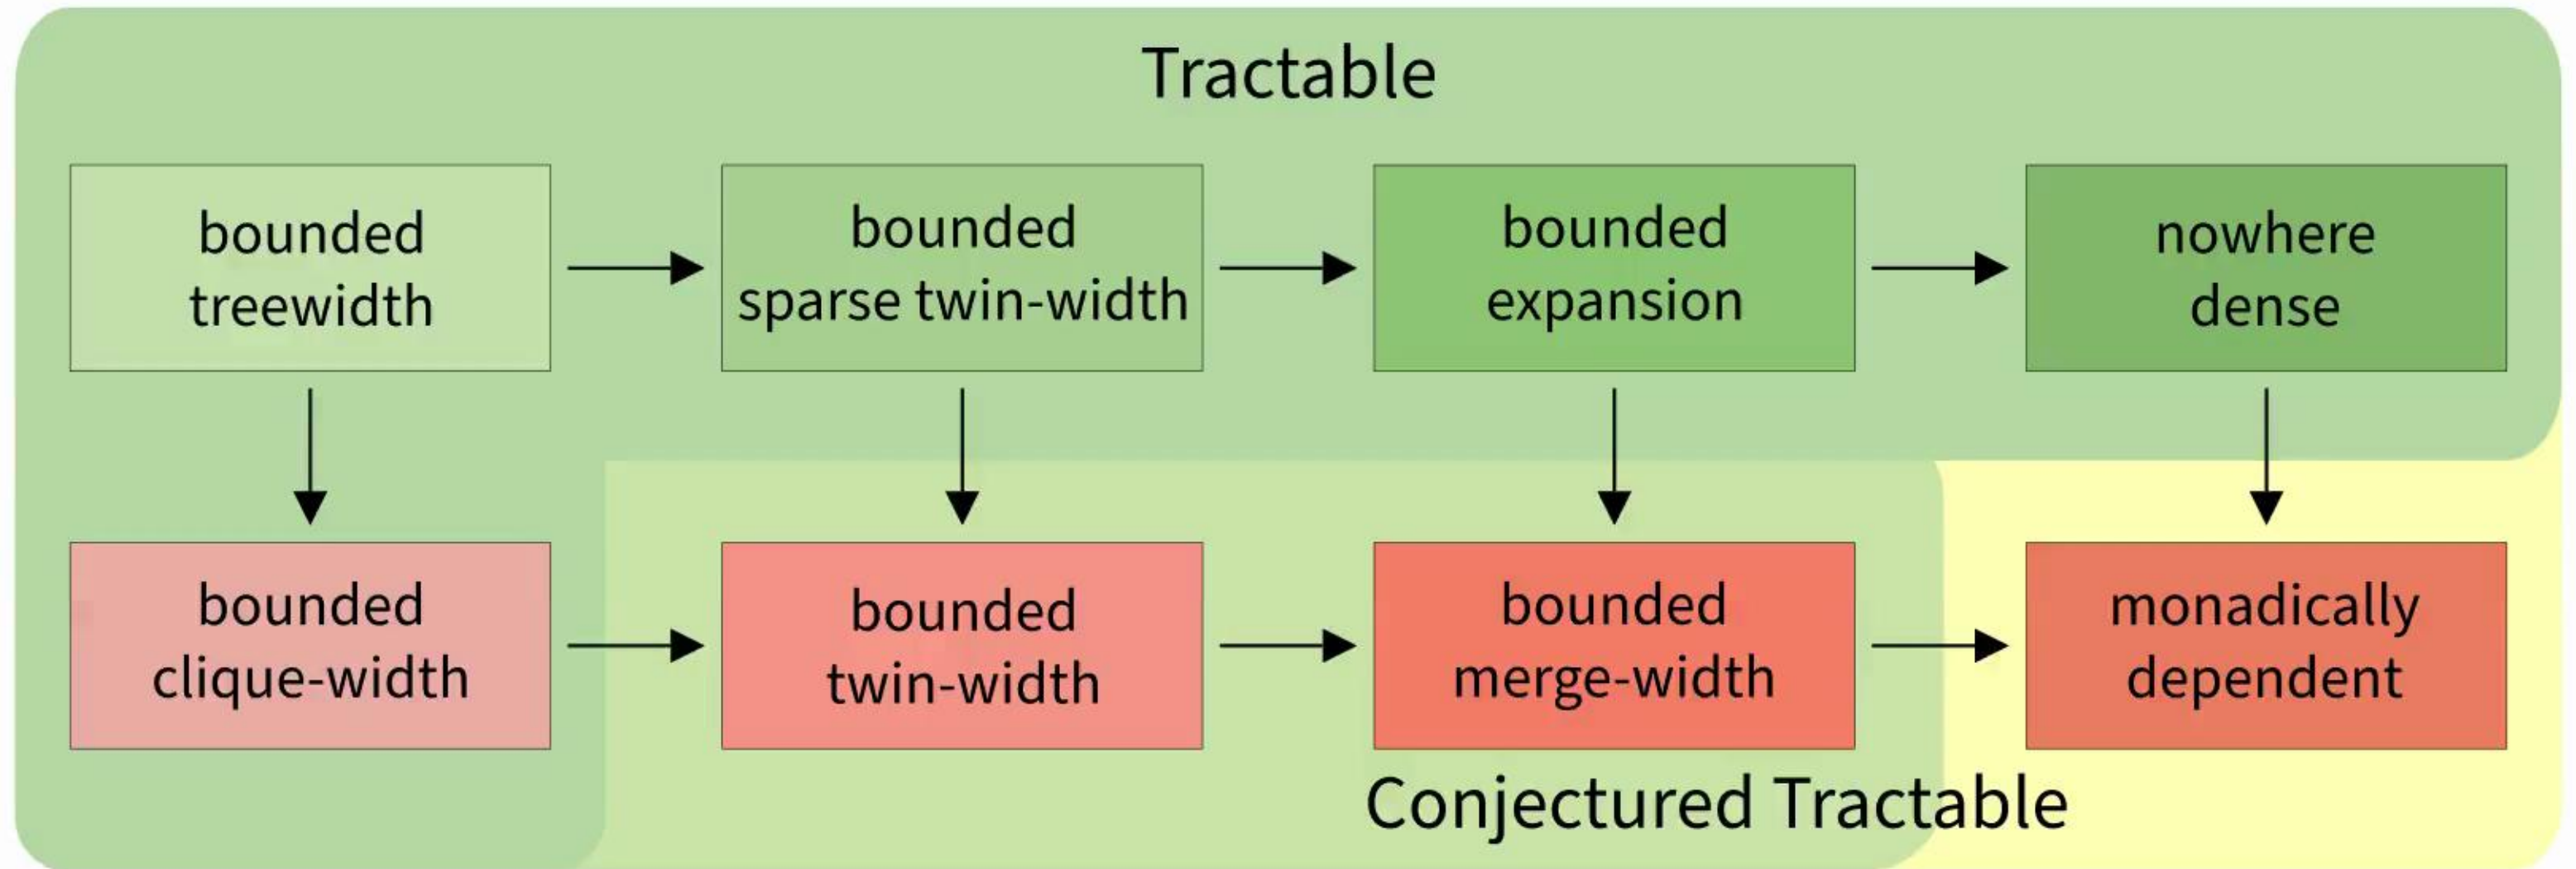 Tractable
bounded
treewidth
bounded
sparse twin-width
bounded
expansion
nowhere
dense
bounded
clique-width
bounded
twin-width
bounded
merge-width
monadically
dependent
Conjectured Tractable